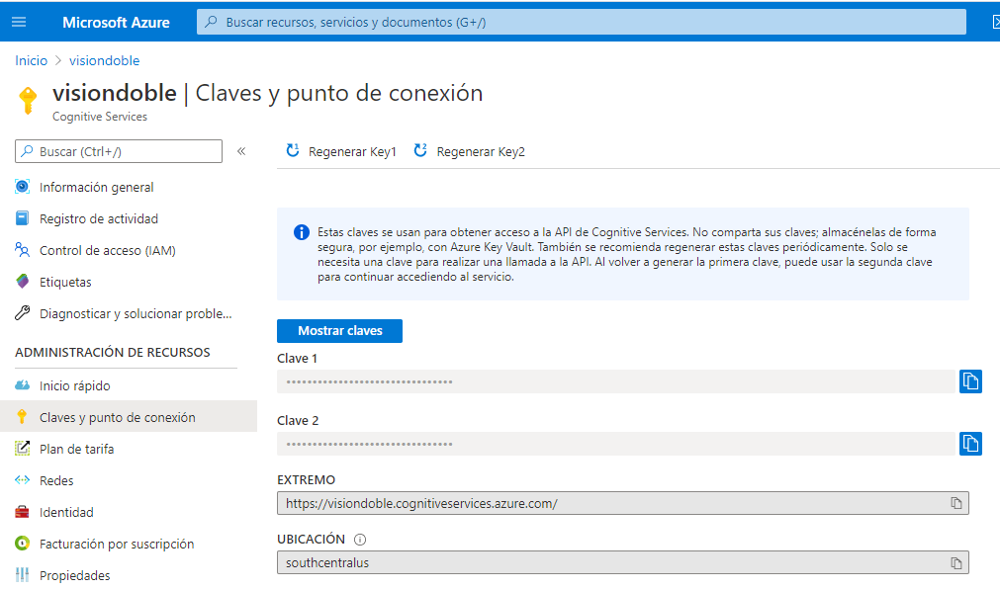 Microsoft Azure
Buscar recursos, servicios y documentos (G+/)
Inicio > visiondoble
visiondoble | Claves y punto de conexión
Cognitive Services
Buscar (Ctrl+/)
«
Regenerar Key1
Regenerar Key2
Información general
Registro de actividad
Control de acceso (IAM)
Etiquetas
Diagnosticar y solucionar proble...
ADMINISTRACIÓN DE RECURSOS
Inicio rápido
Claves y punto de conexión
Plan de tarifa
Redes
Identidad
Facturación por suscripción
Propiedades
Estas claves se usan para obtener acceso a la API de Cognitive Services. No comparta sus claves; almacénelas de forma
segura, por ejemplo, con Azure Key Vault. También se recomienda regenerar estas claves periódicamente. Solo se
necesita una clave para realizar una llamada a la API. Al volver a generar la primera clave, puede usar la segunda clave
para continuar accediendo al servicio.
Mostrar claves
Clave 1
••••••••••••••••••••••••••••••••
Clave 2
••••••••••••••••••••••••••••••••
EXTREMO
https://visiondoble.cognitiveservices.azure.com/
UBICACIÓN
southcentralus